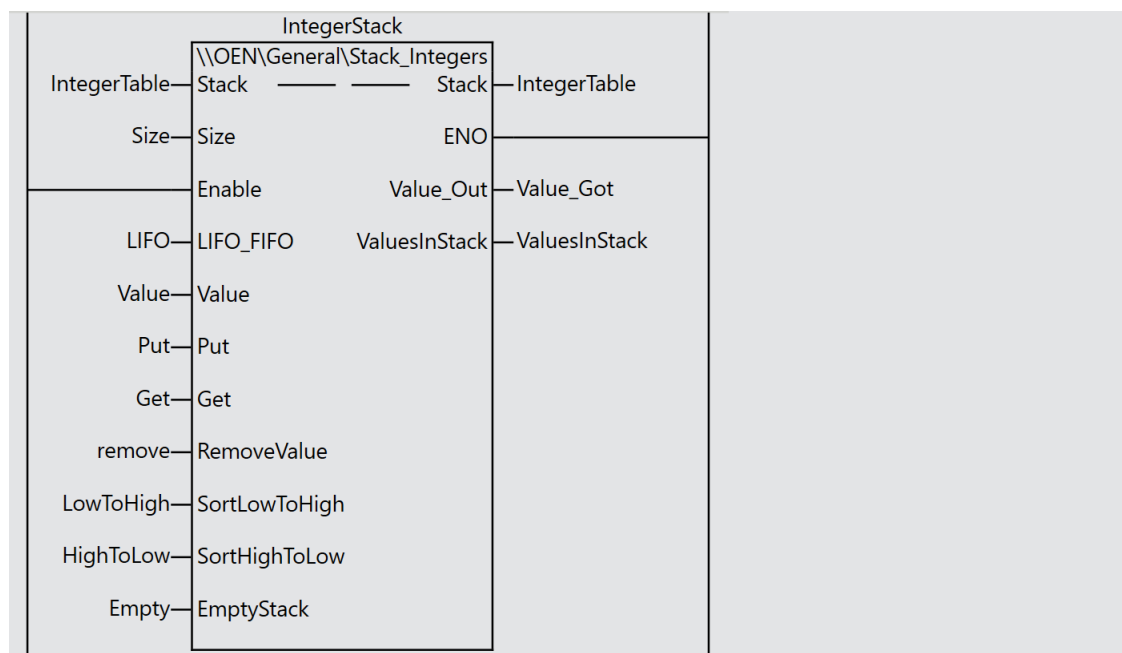 IntegerStack
\\OEN\General\Stack_Integers
IntegerTable Stack Stack IntegerTable
Size Size ENO
Enable Value_Out Value_Got
LIFO LIFO_FIFO ValuesInStack ValuesInStack
Value Value
Put Put
Get Get
remove RemoveValue
LowToHigh SortLowToHigh
HighToLow SortHighToLow
Empty EmptyStack